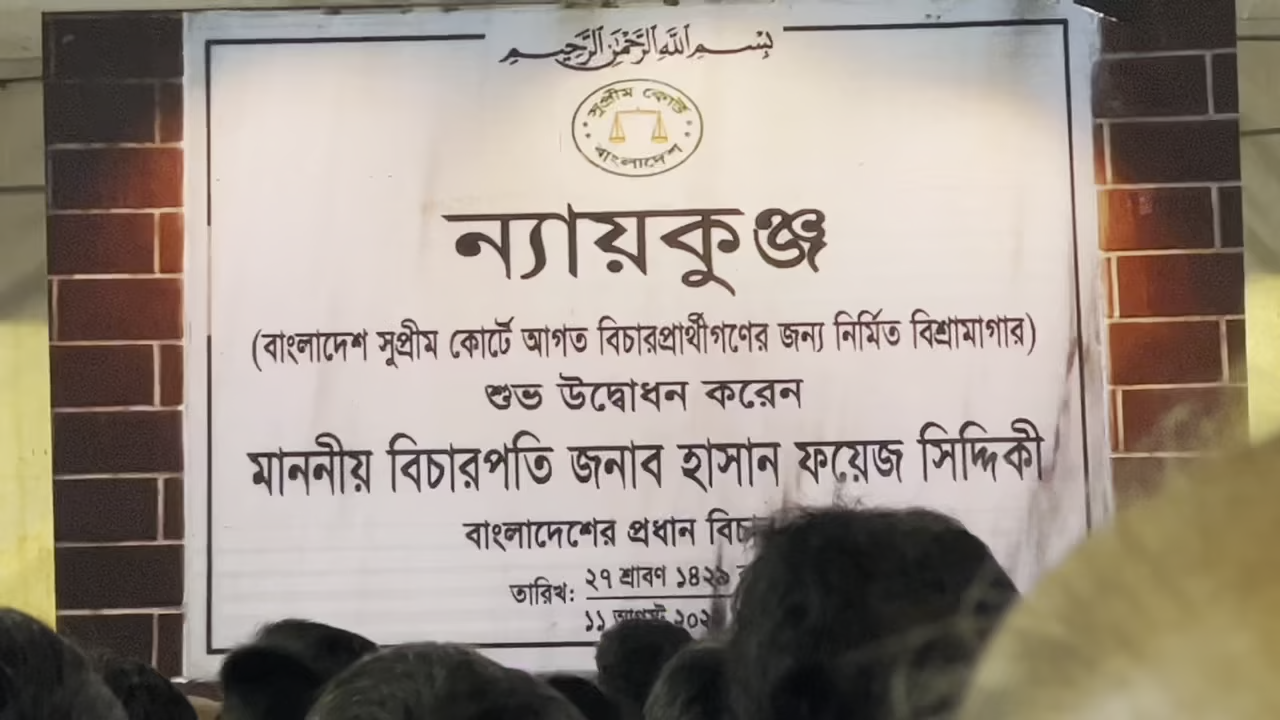 بِسْمِ اللهِ الرَّحْمٰنِ الرَّحِيْمِ
সুপ্রীম কোর্ট
বাংলাদেশ
ন্যায়কুঞ্জ
(বাংলাদেশ সুপ্রীম কোর্টে আগত বিচারপ্রার্থীগণের জন্য নির্মিত বিশ্রামাগার)
শুভ উদ্বোধন করেন
মাননীয় বিচারপতি জনাব হাসান ফয়েজ সিদ্দিকী
বাংলাদেশের প্রধান
তারিখ: ২৭ শ্রাবণ ১৪২৯
১১ আগস্ট